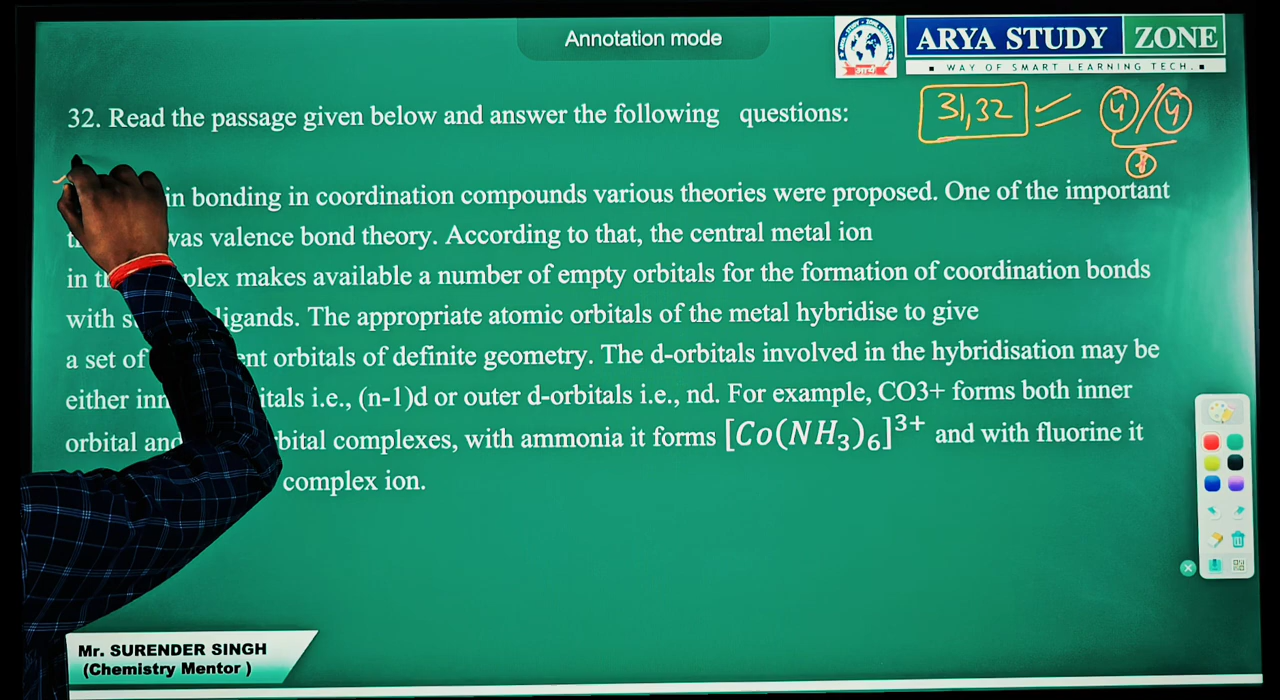 Annotation mode
ARYA STUDY ZONE
▪ WAY OF SMART LEARNING TECH. ▪
आर्य
31,32
4/4
8
32. Read the passage given below and answer the following questions:
in bonding in coordination compounds various theories were proposed. One of the important
was valence bond theory. According to that, the central metal ion
in plex makes available a number of empty orbitals for the formation of coordination bonds
with ligands. The appropriate atomic orbitals of the metal hybridise to give
a set of nt orbitals of definite geometry. The d-orbitals involved in the hybridisation may be
either inn itals i.e., (n-1)d or outer d-orbitals i.e., nd. For example, CO3+ forms both inner
orbital and bital complexes, with ammonia it forms [Co(NH₃)₆]³⁺ and with fluorine it
complex ion.
Mr. SURENDER SINGH
(Chemistry Mentor )